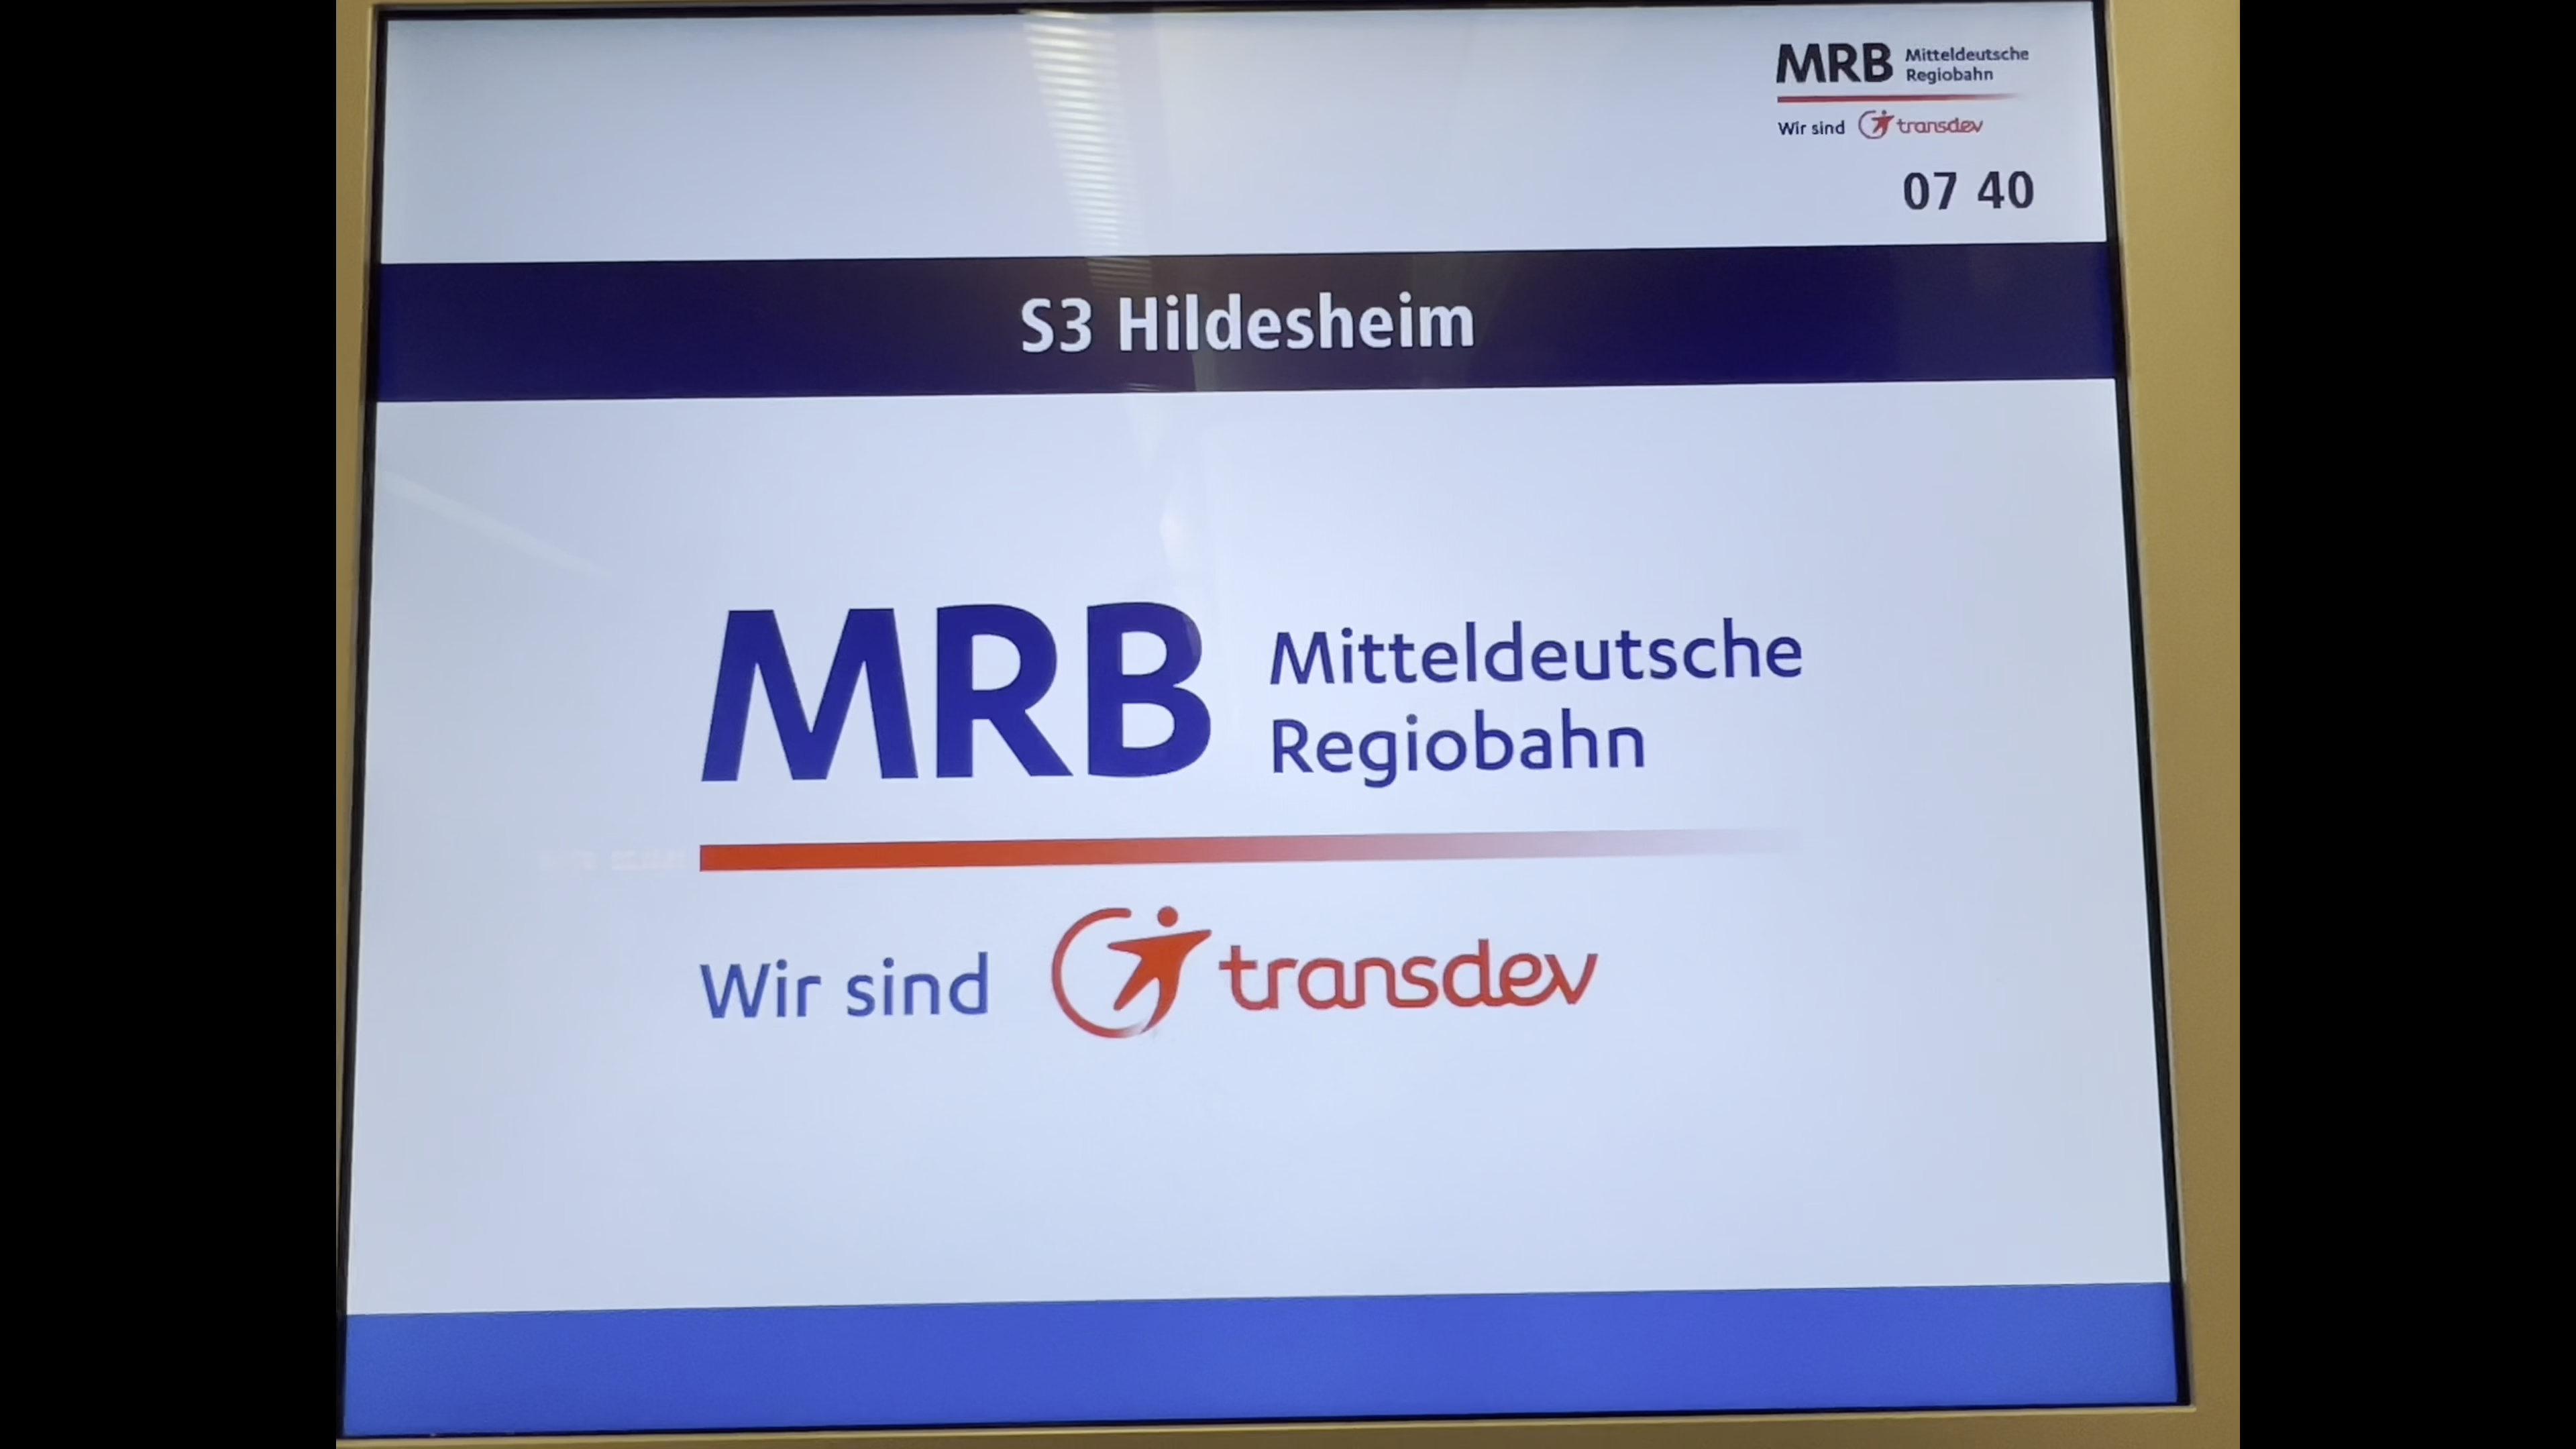 MRB Mitteldeutsche
Regiobahn
Wir sind transdev
07 40
S3 Hildesheim
MRB Mitteldeutsche
Regiobahn
Wir sind transdev